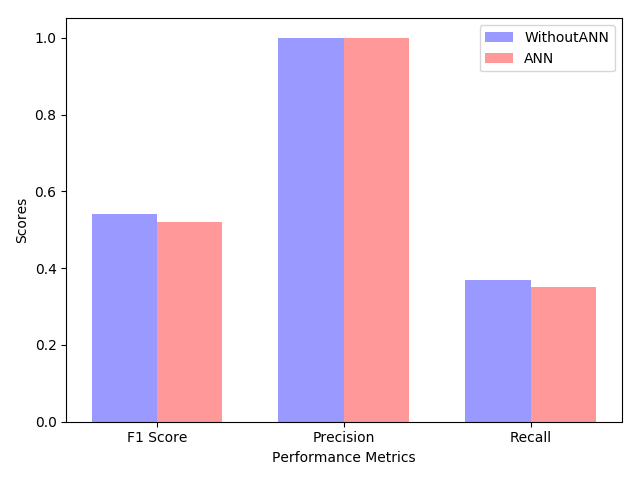 WithoutANN
ANN
1.0
0.8
0.6
0.4
0.2
0.0
Scores
F1 Score
Precision
Recall
Performance Metrics